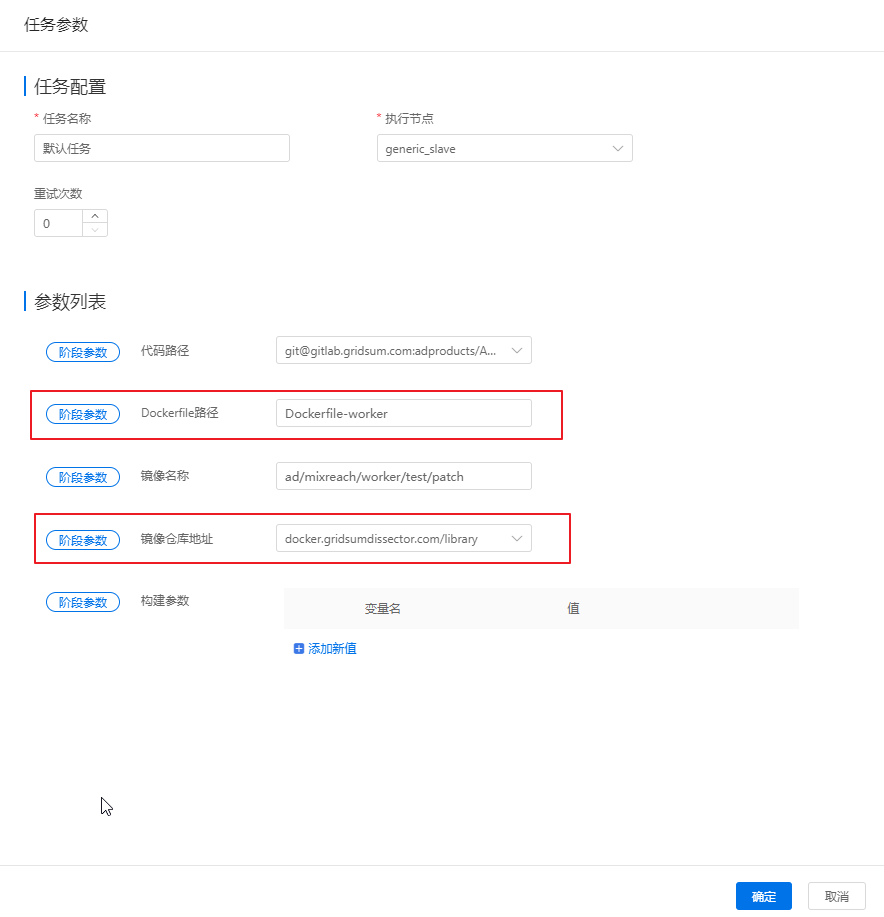 任务参数
任务配置
* 任务名称 * 执行节点
默认任务 generic_slave
重试次数
0
参数列表
阶段参数 代码路径 git@gitlab.gridsum.com:adproducts/A...
阶段参数 Dockerfile路径 Dockerfile-worker
阶段参数 镜像名称 ad/mixreach/worker/test/patch
阶段参数 镜像仓库地址 docker.gridsumdissector.com/library
阶段参数 构建参数 变量名 值
添加新值
确定 取消